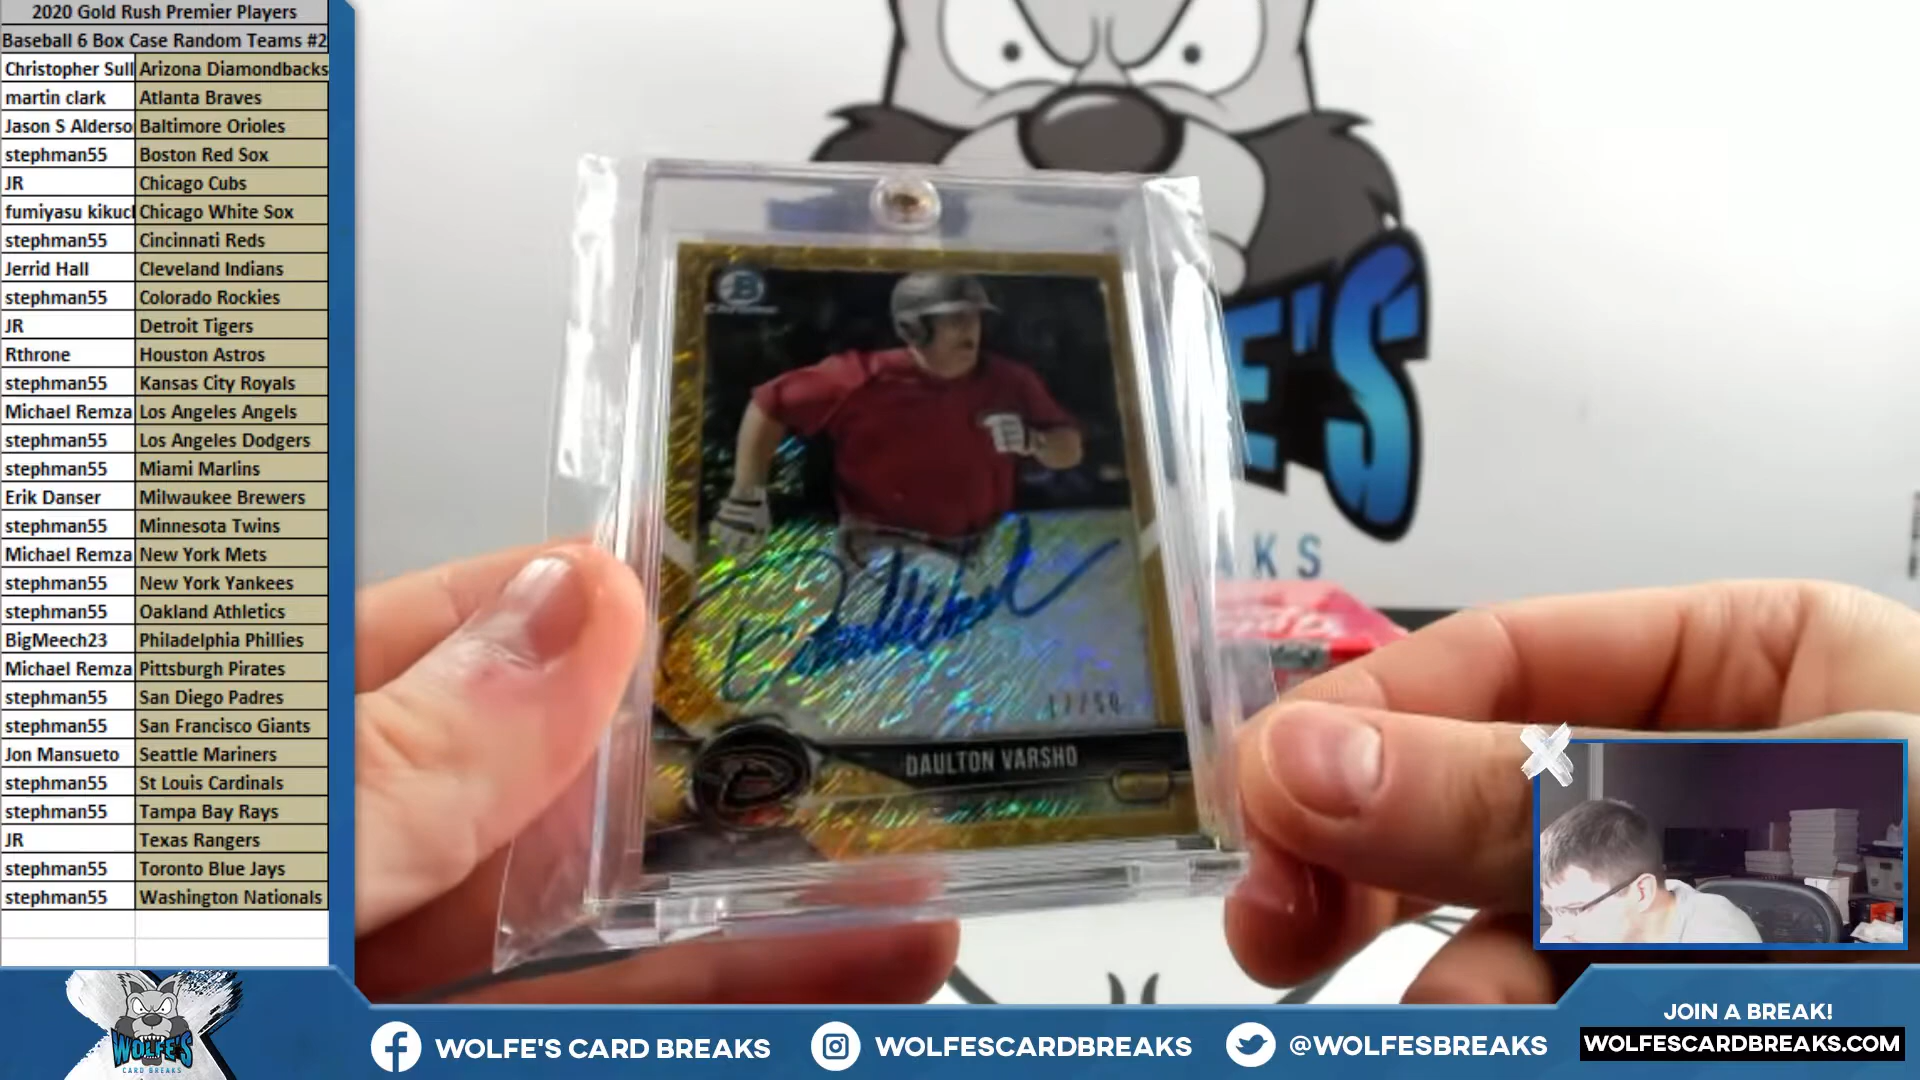 2020 Gold Rush Premier Players
Baseball 6 Box Case Random Teams #2
Christopher Sull Arizona Diamondbacks
martin clark Atlanta Braves
Jason S Alderso Baltimore Orioles
stephman55 Boston Red Sox
JR Chicago Cubs
fumiyasu kikucl Chicago White Sox
stephman55 Cincinnati Reds
Jerrid Hall Cleveland Indians
stephman55 Colorado Rockies
JR Detroit Tigers
Rthrone Houston Astros
stephman55 Kansas City Royals
Michael Remza Los Angeles Angels
stephman55 Los Angeles Dodgers
stephman55 Miami Marlins
Erik Danser Milwaukee Brewers
stephman55 Minnesota Twins
Michael Remza New York Mets
stephman55 New York Yankees
stephman55 Oakland Athletics
BigMeech23 Philadelphia Phillies
Michael Remza Pittsburgh Pirates
stephman55 San Diego Padres
stephman55 San Francisco Giants
Jon Mansueto Seattle Mariners
stephman55 St Louis Cardinals
stephman55 Tampa Bay Rays
JR Texas Rangers
stephman55 Toronto Blue Jays
stephman55 Washington Nationals
B
E'S
AKS
17/50
DAULTON VARSHO
WOLFE'S
CARD BREAKS
WOLFE'S CARD BREAKS
WOLFESCARDBREAKS
@WOLFESBREAKS
JOIN A BREAK!
WOLFESCARDBREAKS.COM